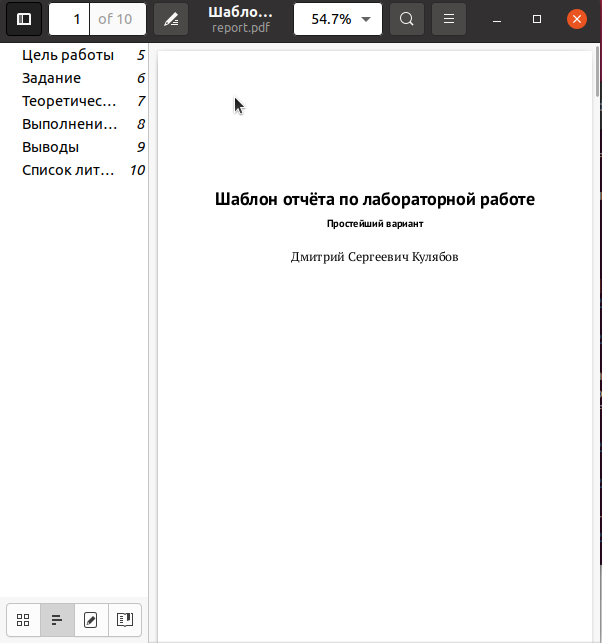 1 of 10
Шабло…
report.pdf
54.7%
Цель работы 5
Задание 6
Теоретичес… 7
Выполнени… 8
Выводы 9
Список лит… 10
Шаблон отчёта по лабораторной работе
Простейший вариант
Дмитрий Сергеевич Кулябов